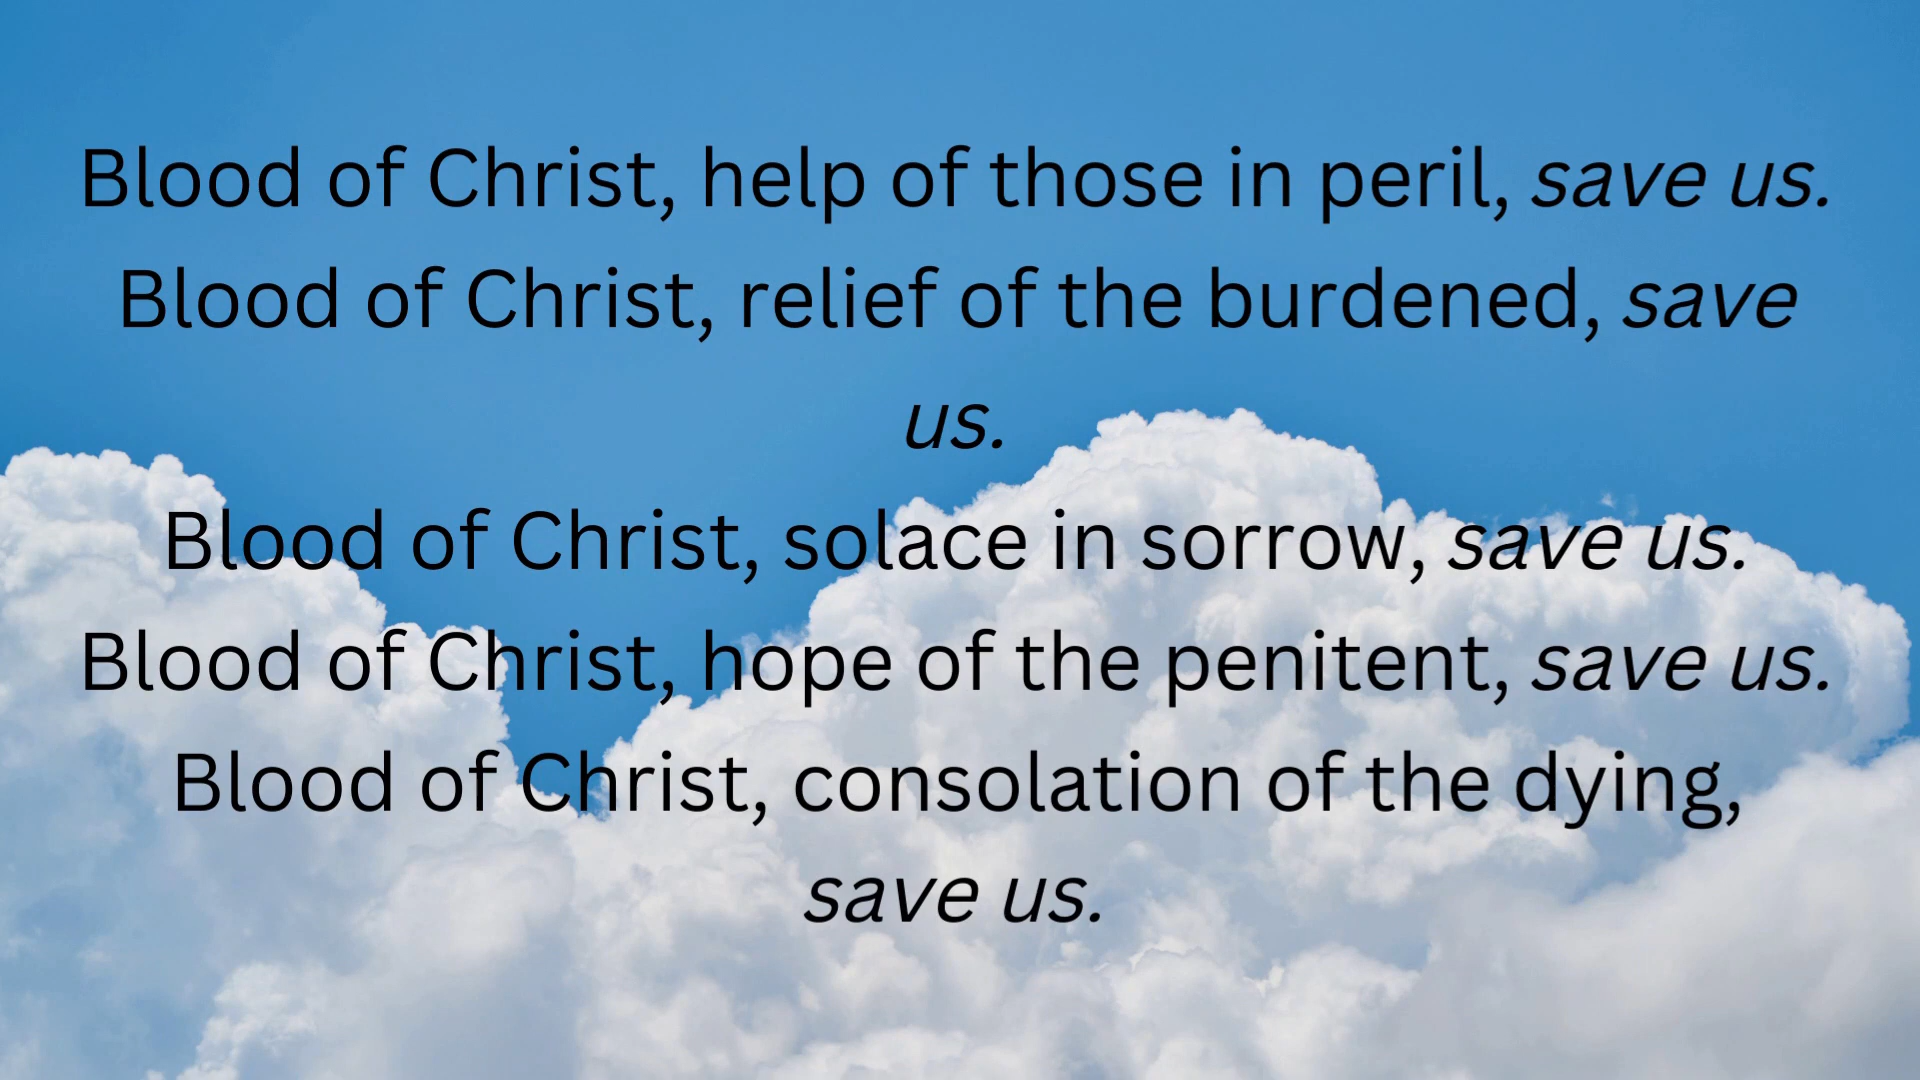 Blood of Christ, help of those in peril, save us.
Blood of Christ, relief of the burdened, save
us.
Blood of Christ, solace in sorrow, save us.
Blood of Christ, hope of the penitent, save us.
Blood of Christ, consolation of the dying,
save us.